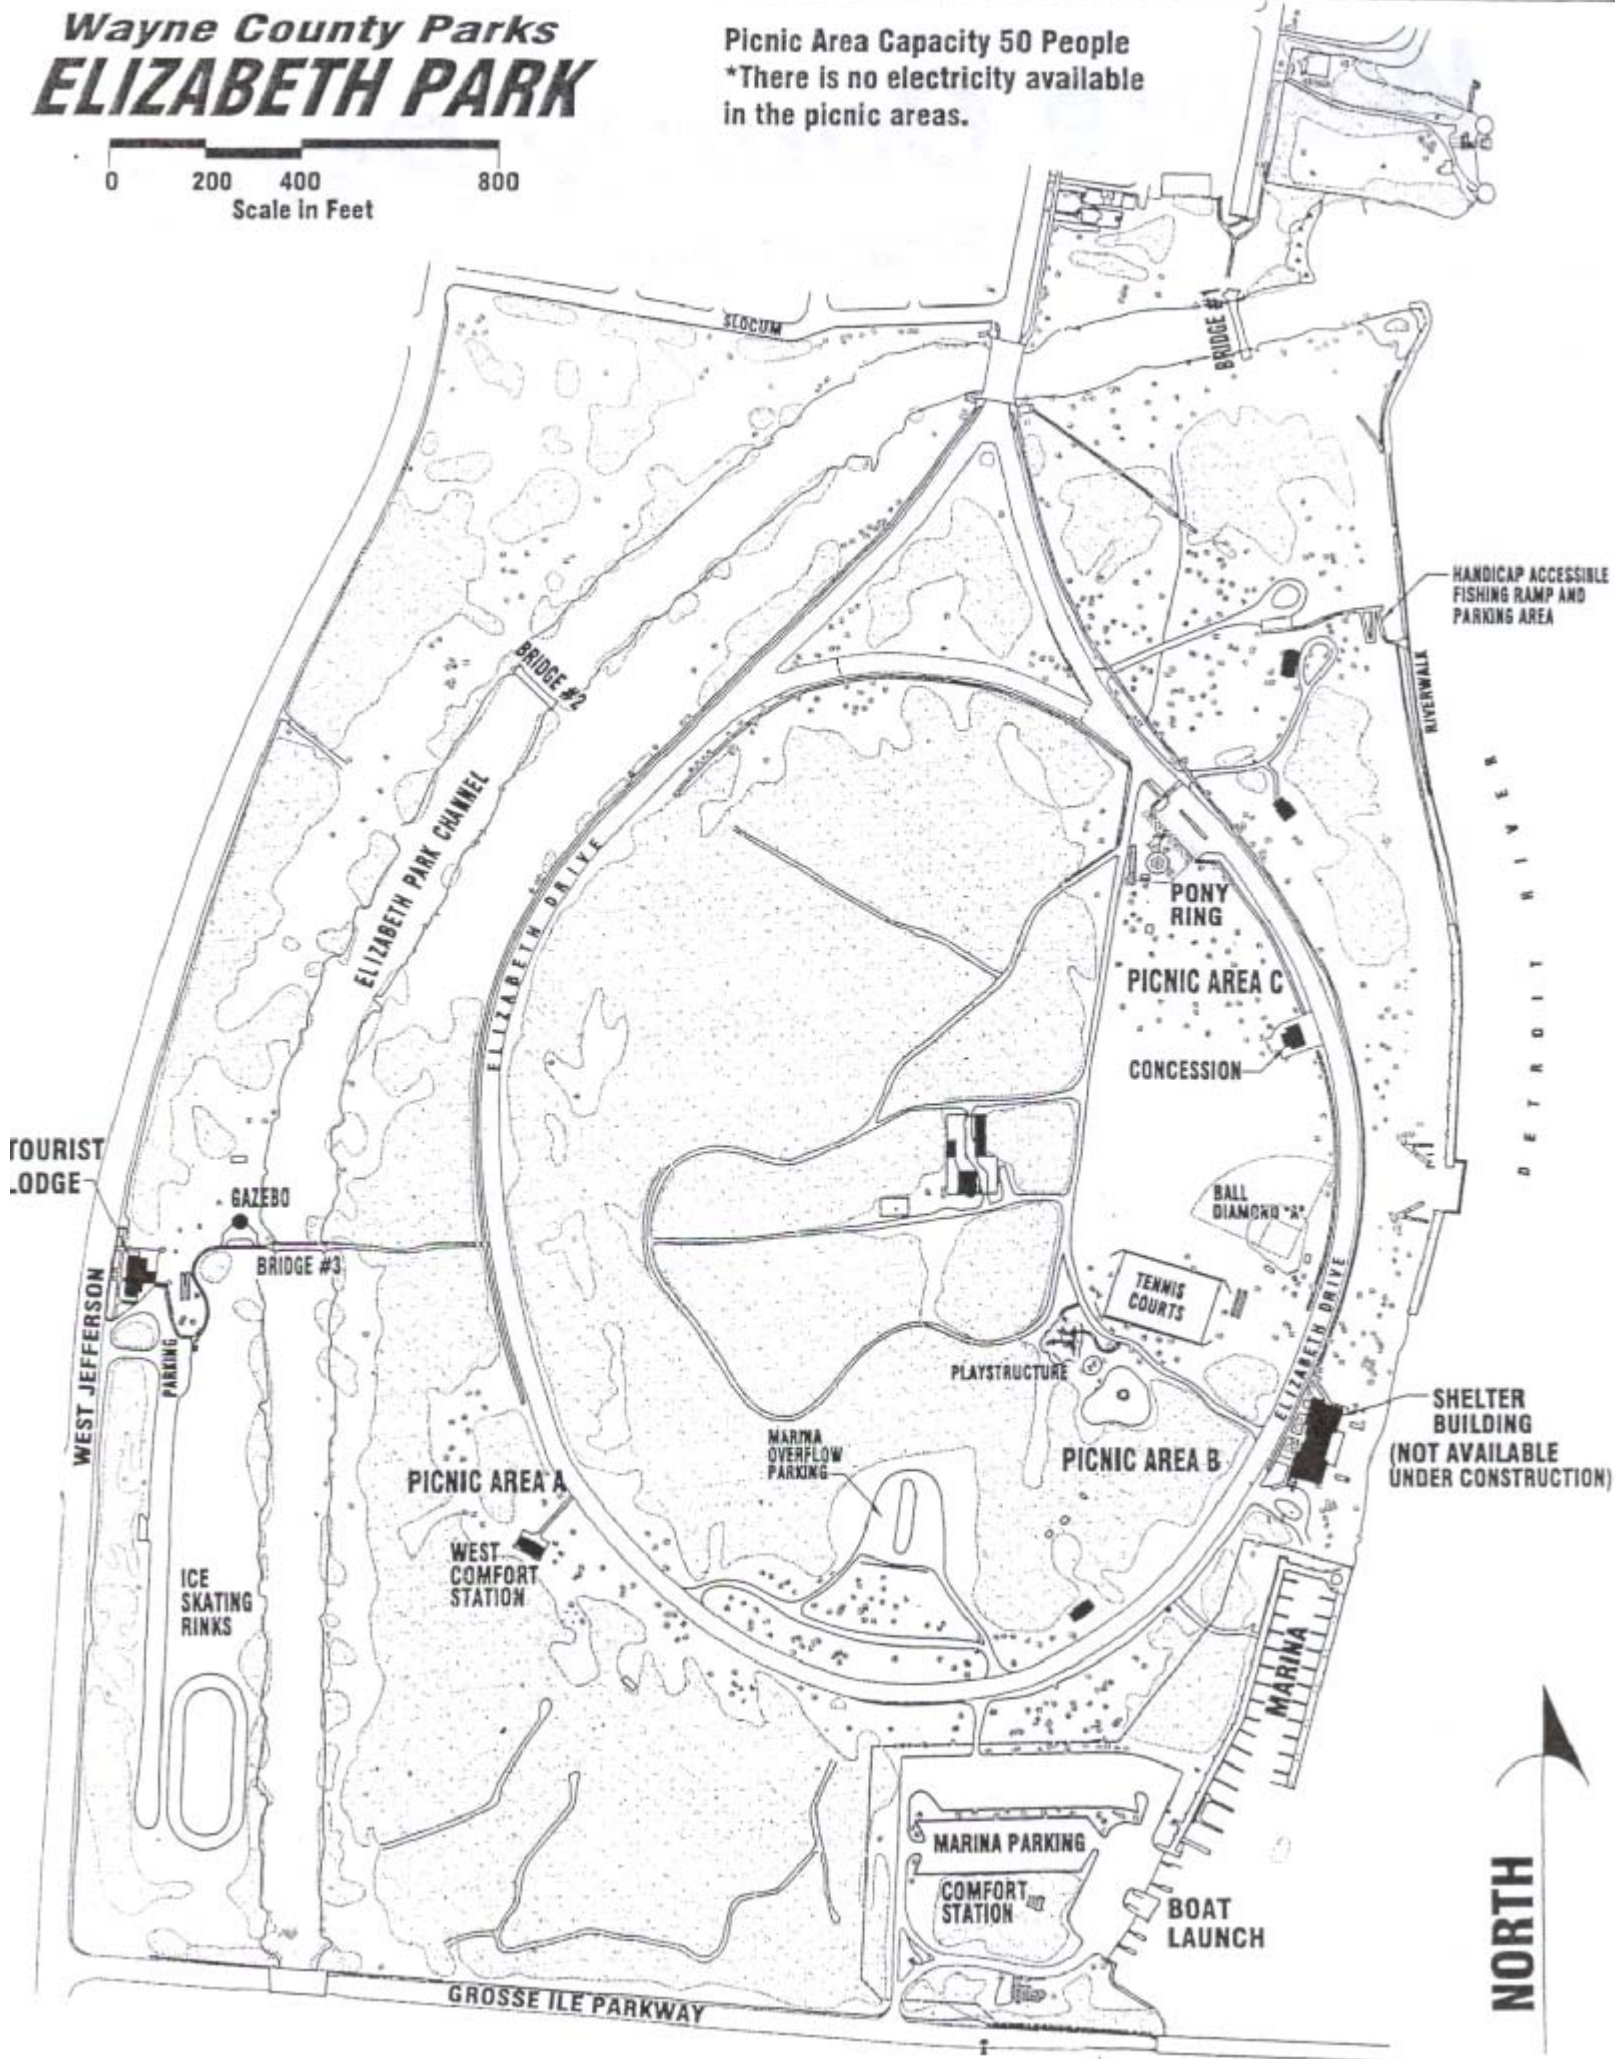 Wayne County Parks
ELIZABETH PARK
0 200 400 800
Scale in Feet
Picnic Area Capacity 50 People
*There is no electricity available
in the picnic areas.
SLOCUM
BRIDGE #1
HANDICAP ACCESSIBLE
FISHING RAMP AND
PARKING AREA
RIVERWALK
BRIDGE #2
ELIZABETH PARK CHANNEL
ELIZABETH DRIVE
DETROIT RIVER
PONY
RING
PICNIC AREA C
CONCESSION
TOURIST
LODGE
GAZEBO
BRIDGE #3
WEST JEFFERSON
PARKING
BALL
DIAMOND "A"
TENNIS
COURTS
ELIZABETH DRIVE
PLAYSTRUCTURE
SHELTER
BUILDING
(NOT AVAILABLE
UNDER CONSTRUCTION)
MARINA
OVERFLOW
PARKING
PICNIC AREA B
PICNIC AREA A
WEST
COMFORT
STATION
ICE
SKATING
RINKS
MARINA
MARINA PARKING
COMFORT
STATION
BOAT
LAUNCH
GROSSE ILE PARKWAY
NORTH